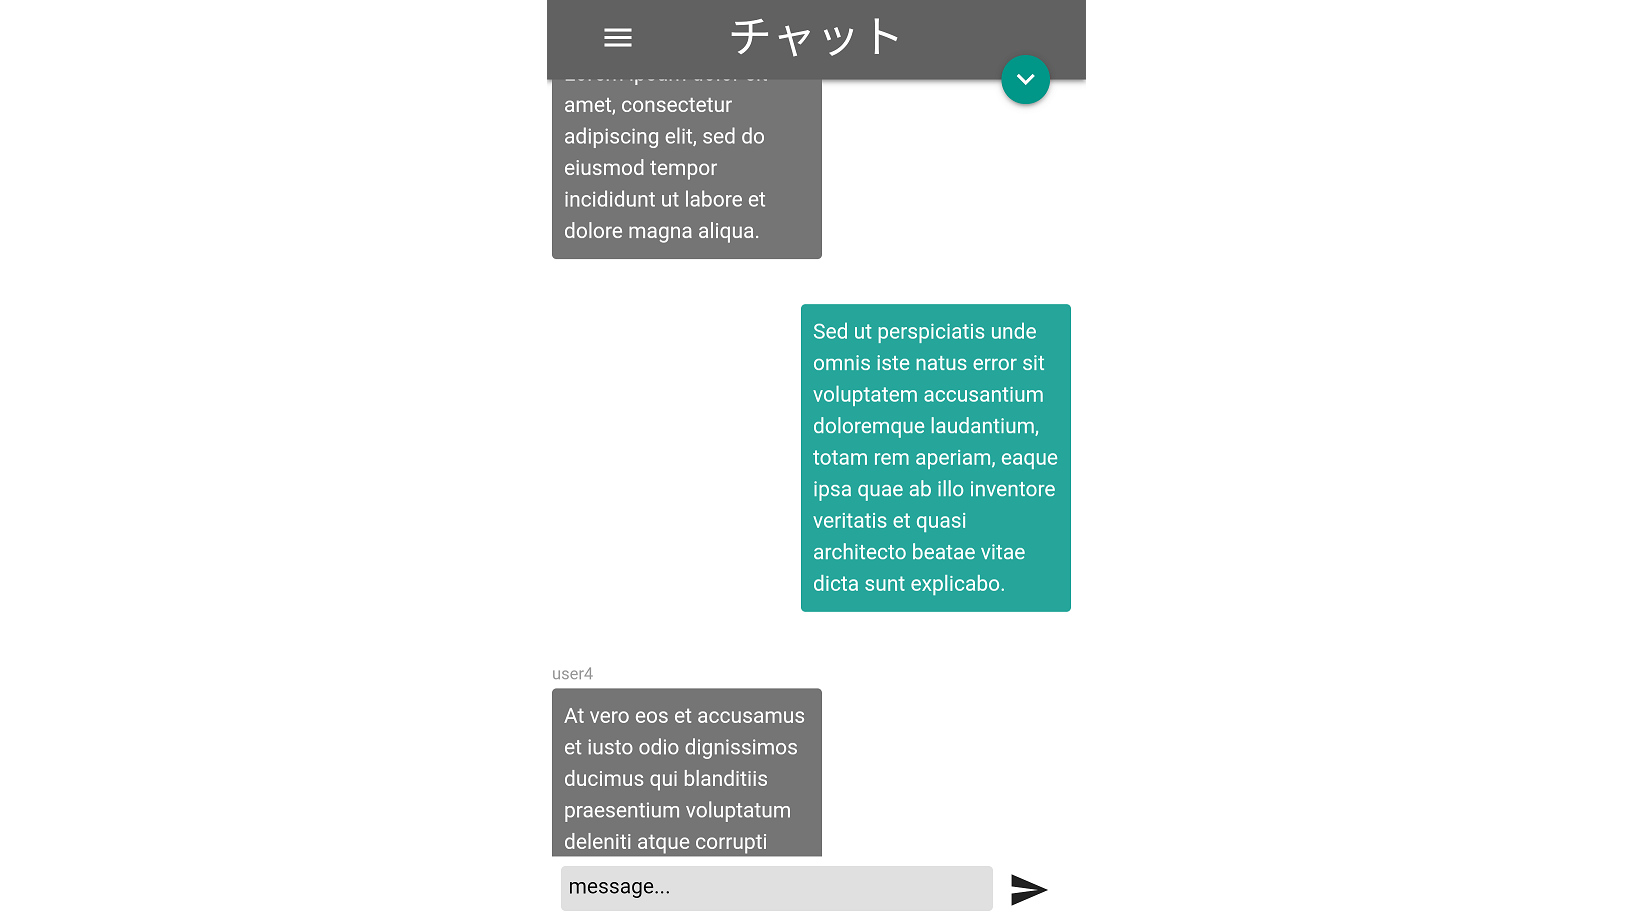 チャット
amet, consectetur
adipiscing elit, sed do
eiusmod tempor
incididunt ut labore et
dolore magna aliqua.
Sed ut perspiciatis unde
omnis iste natus error sit
voluptatem accusantium
doloremque laudantium,
totam rem aperiam, eaque
ipsa quae ab illo inventore
veritatis et quasi
architecto beatae vitae
dicta sunt explicabo.
user4
At vero eos et accusamus
et iusto odio dignissimos
ducimus qui blanditiis
praesentium voluptatum
deleniti atque corrupti
message...